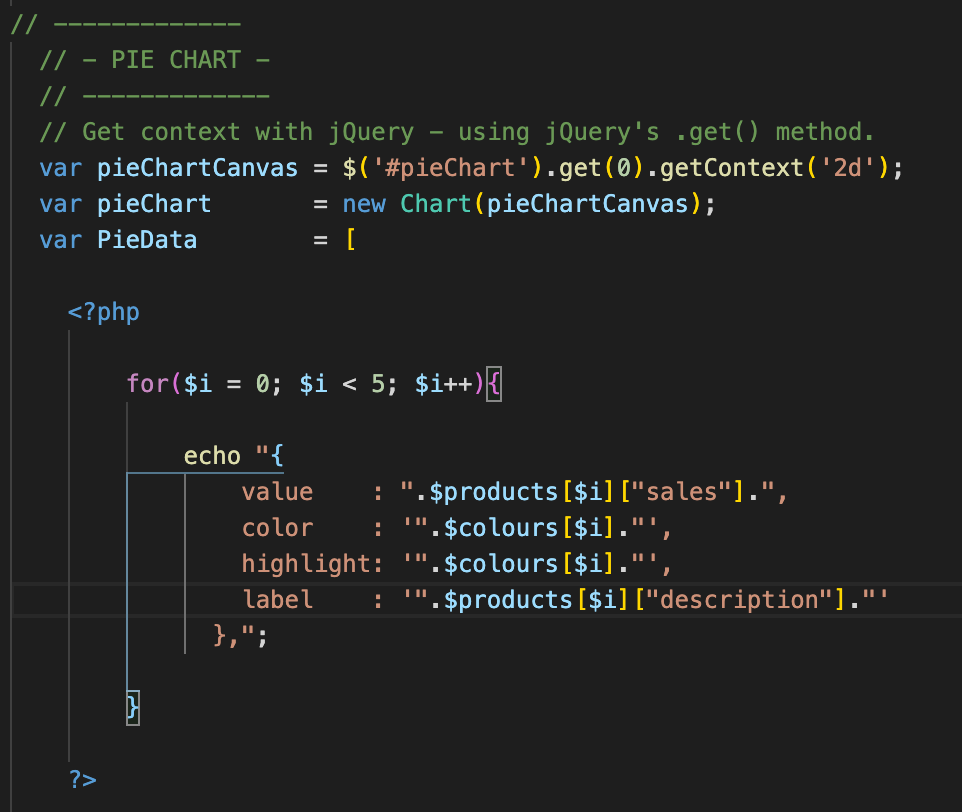 // -------------
// - PIE CHART -
// -------------
// Get context with jQuery - using jQuery's .get() method.
var pieChartCanvas = $('#pieChart').get(0).getContext('2d');
var pieChart       = new Chart(pieChartCanvas);
var PieData        = [
<?php
for($i = 0; $i < 5; $i++){
echo "{
value    : ".$products[$i]["sales"].",
color    : '".$colours[$i]."',
highlight: '".$colours[$i]."',
label    : '".$products[$i]["description"]."'
},";
}
?>